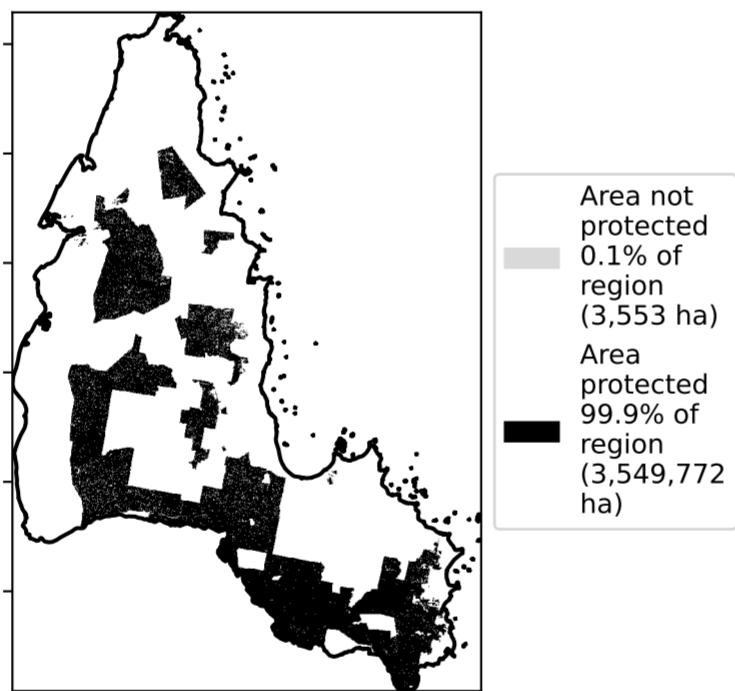 Area not
protected
0.1% of
region
(3,553 ha)
Area
protected
99.9% of
region
(3,549,772
ha)